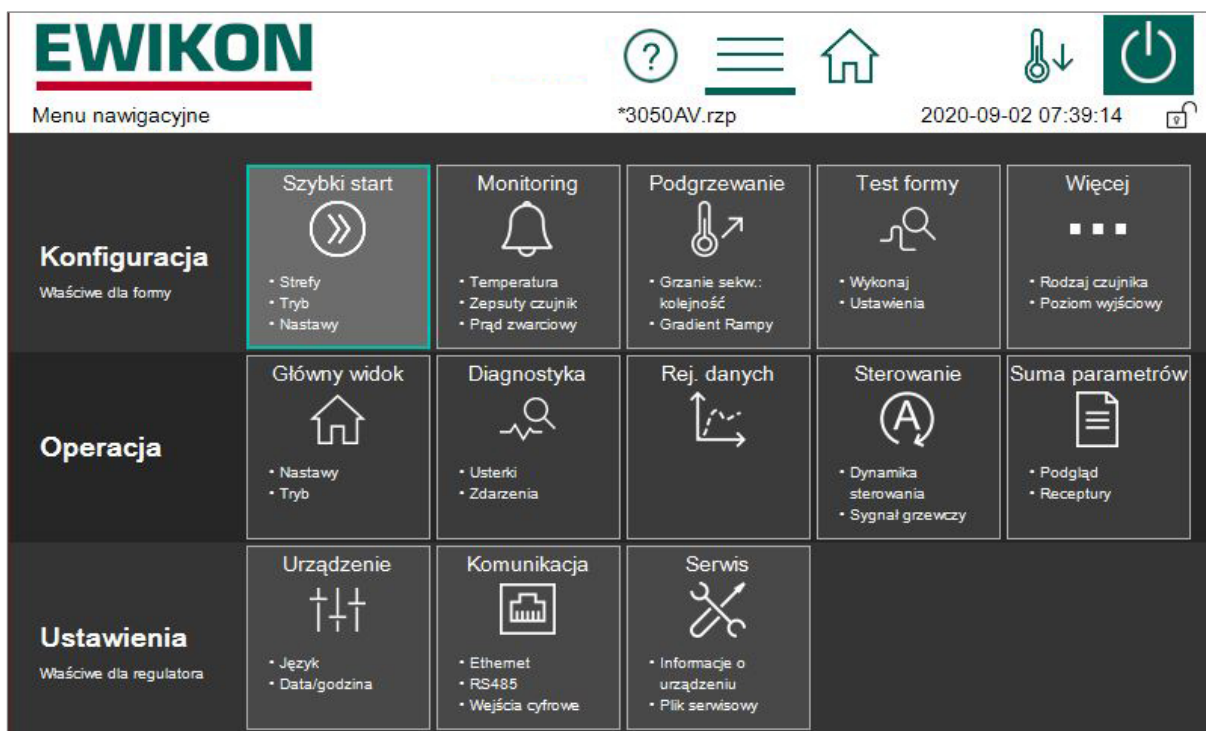 EWIKON
?
Menu nawigacyjne
*3050AV.rzp
2020-09-02 07:39:14
Konfiguracja
Właściwe dla formy
Szybki start
• Strefy
• Tryb
• Nastawy
Monitoring
• Temperatura
• Zepsuty czujnik
• Prąd zwarciowy
Podgrzewanie
• Grzanie sekw.:
kolejność
• Gradient Rampy
Test formy
• Wykonaj
• Ustawienia
Więcej
• Rodzaj czujnika
• Poziom wyjściowy
Operacja
Główny widok
• Nastawy
• Tryb
Diagnostyka
• Usterki
• Zdarzenia
Rej. danych
Sterowanie
A
• Dynamika
sterowania
• Sygnał grzewczy
Suma parametrów
• Podgląd
• Receptury
Ustawienia
Właściwe dla regulatora
Urządzenie
• Język
• Data/godzina
Komunikacja
• Ethernet
• RS485
• Wejścia cyfrowe
Serwis
• Informacje o
urządzeniu
• Plik serwisowy